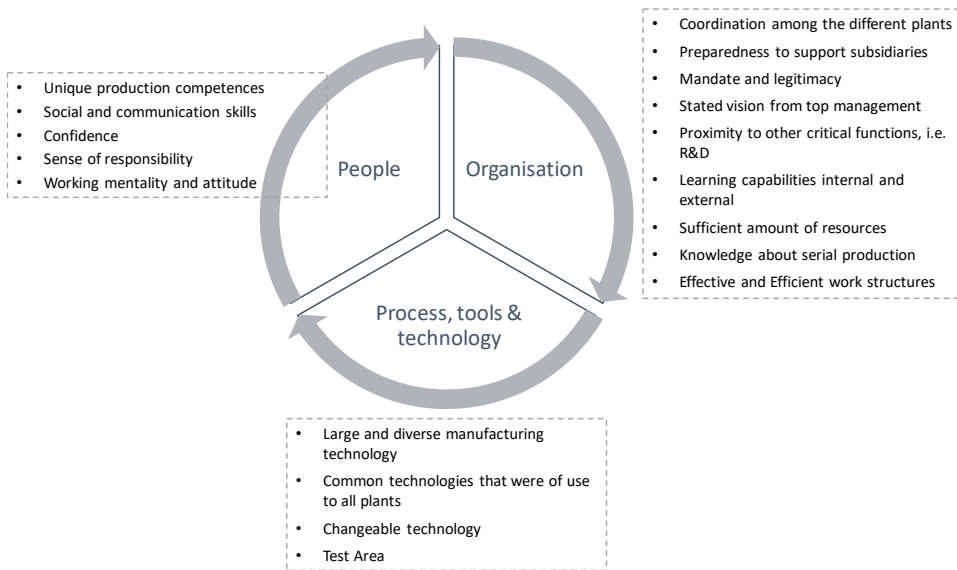 • Unique production competences
• Social and communication skills
• Confidence
• Sense of responsibility
• Working mentality and attitude
People
Organisation
• Coordination among the different plants
• Preparedness to support subsidiaries
• Mandate and legitimacy
• Stated vision from top management
• Proximity to other critical functions, i.e.
R&D
• Learning capabilities internal and
external
• Sufficient amount of resources
• Knowledge about serial production
• Effective and Efficient work structures
Process, tools &
technology
• Large and diverse manufacturing
technology
• Common technologies that were of use
to all plants
• Changeable technology
• Test Area